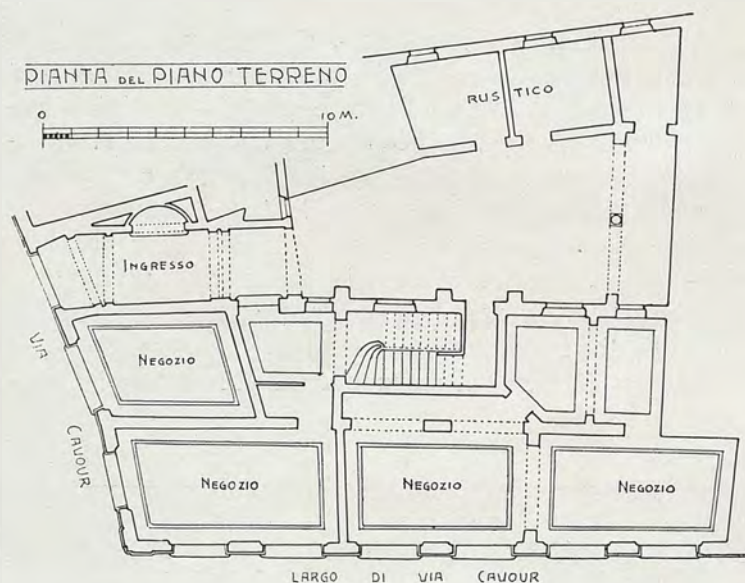 PIANTA DEL PIANO TERRENO
0 10 M.
RUSTICO
INGRESSO
VIA CAVOUR
NEGOZIO
NEGOZIO
NEGOZIO
NEGOZIO
LARGO DI VIA CAVOUR